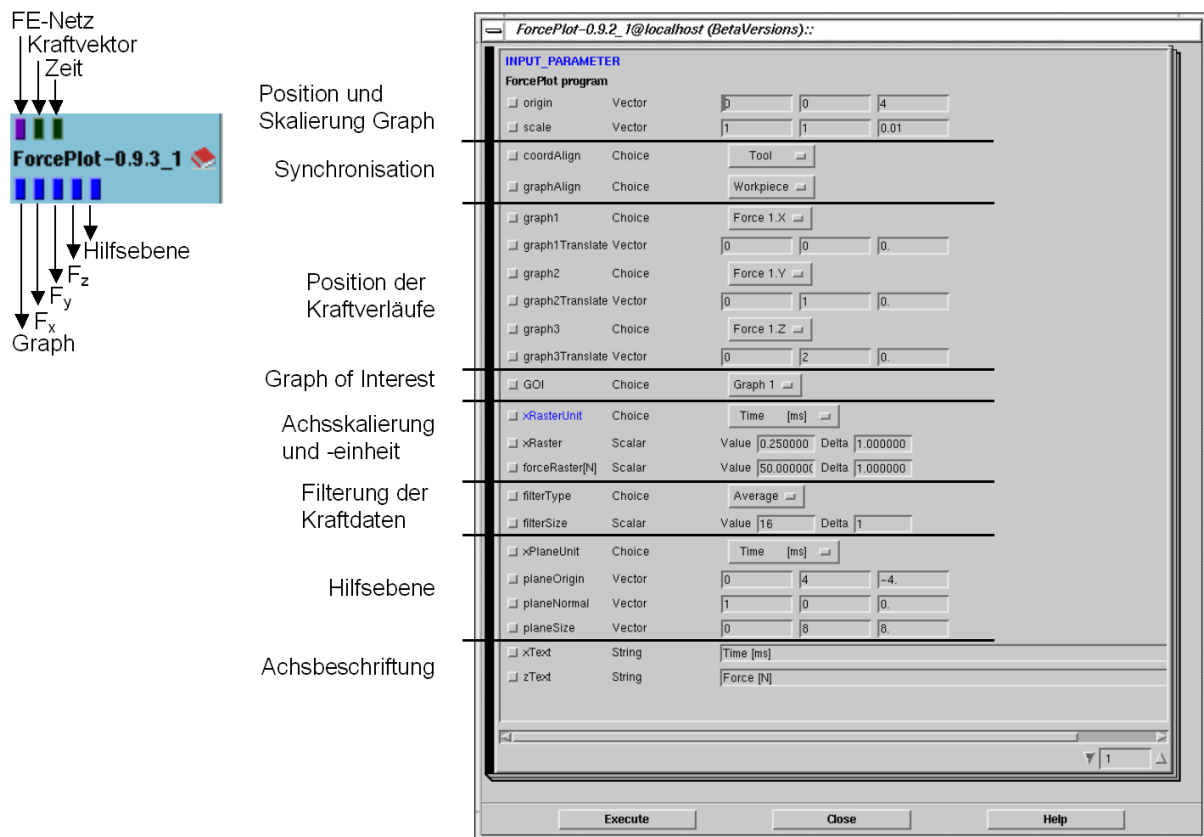 FE-Netz
Kraftvektor
Zeit
ForcePlot-0.9.3_1
Hilfsebene
Fz
Fy
Fx
Graph
Position und
Skalierung Graph
Synchronisation
Position der
Kraftverläufe
Graph of Interest
Achsskalierung
und -einheit
Filterung der
Kraftdaten
Hilfsebene
Achsbeschriftung
ForcePlot-0.9.2_1@localhost (BetaVersions)::
INPUT_PARAMETER
ForcePlot program
origin Vector 0 0 4
scale Vector 1 1 0.01
coordAlign Choice Tool
graphAlign Choice Workpiece
graph1 Choice Force 1.X
graph1Translate Vector 0 0 0.
graph2 Choice Force 1.Y
graph2Translate Vector 0 1 0.
graph3 Choice Force 1.Z
graph3Translate Vector 0 2 0.
GOI Choice Graph 1
xRasterUnit Choice Time [ms]
xRaster Scalar Value 0.250000 Delta 1.000000
forceRaster[N] Scalar Value 50.000000 Delta 1.000000
filterType Choice Average
filterSize Scalar Value 16 Delta 1
xPlaneUnit Choice Time [ms]
planeOrigin Vector 0 4 -4.
planeNormal Vector 1 0 0.
planeSize Vector 0 8 8.
xText String Time [ms]
zText String Force [N]
1
Execute Close Help